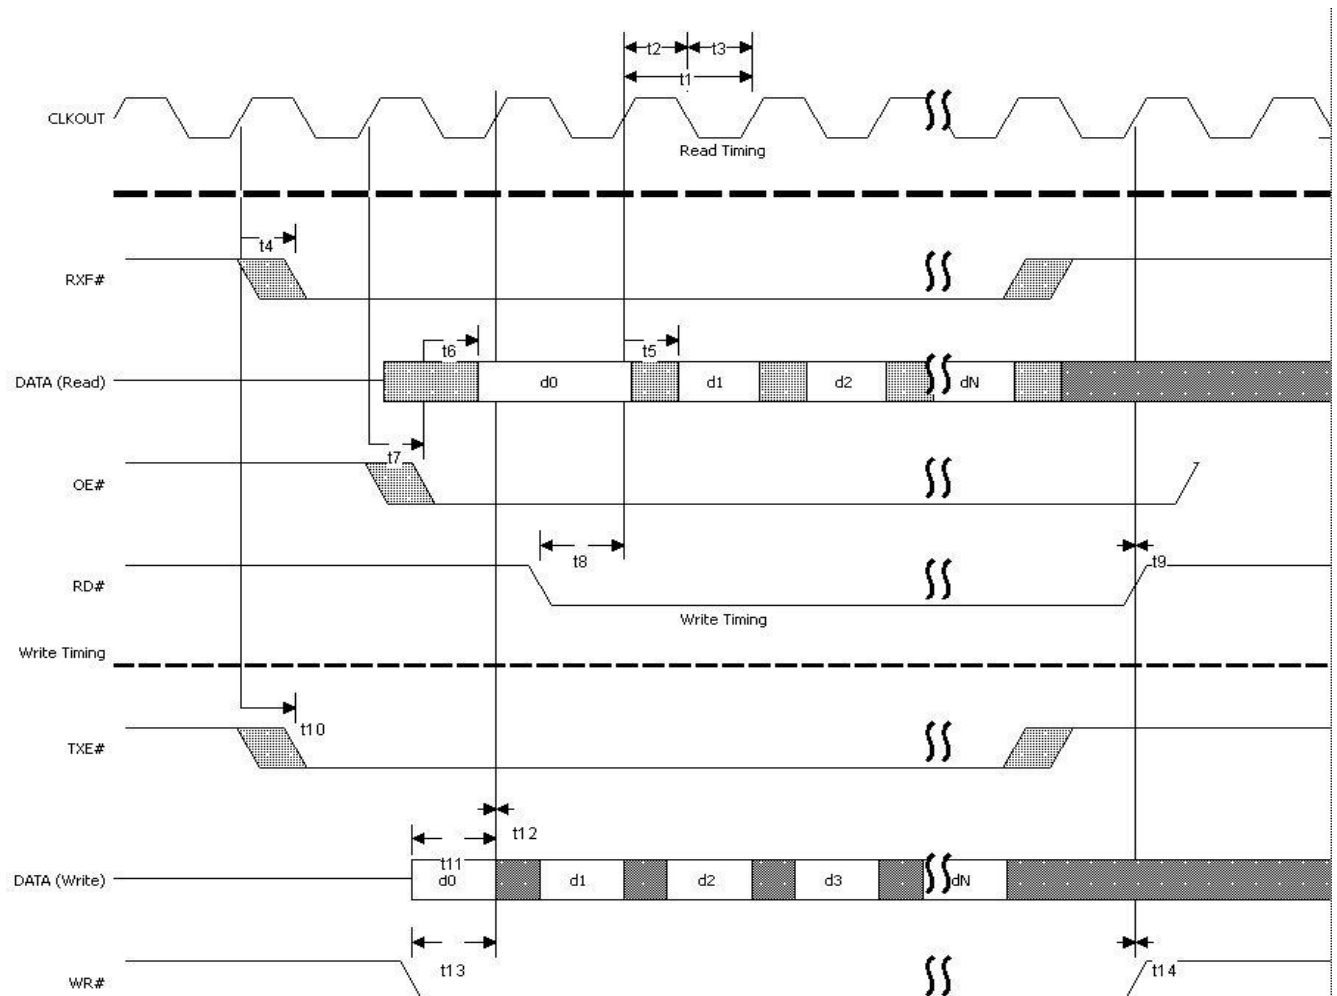 t2 t3
t1
CLKOUT
Read Timing
t4
RXF#
t6 t5
DATA (Read) d0 d1 d2 dN
t7
OE#
t8 t9
RD#
Write Timing
Write Timing
t10
TXE#
t12
t11
DATA (Write) d0 d1 d2 d3 dN
t13 t14
WR#